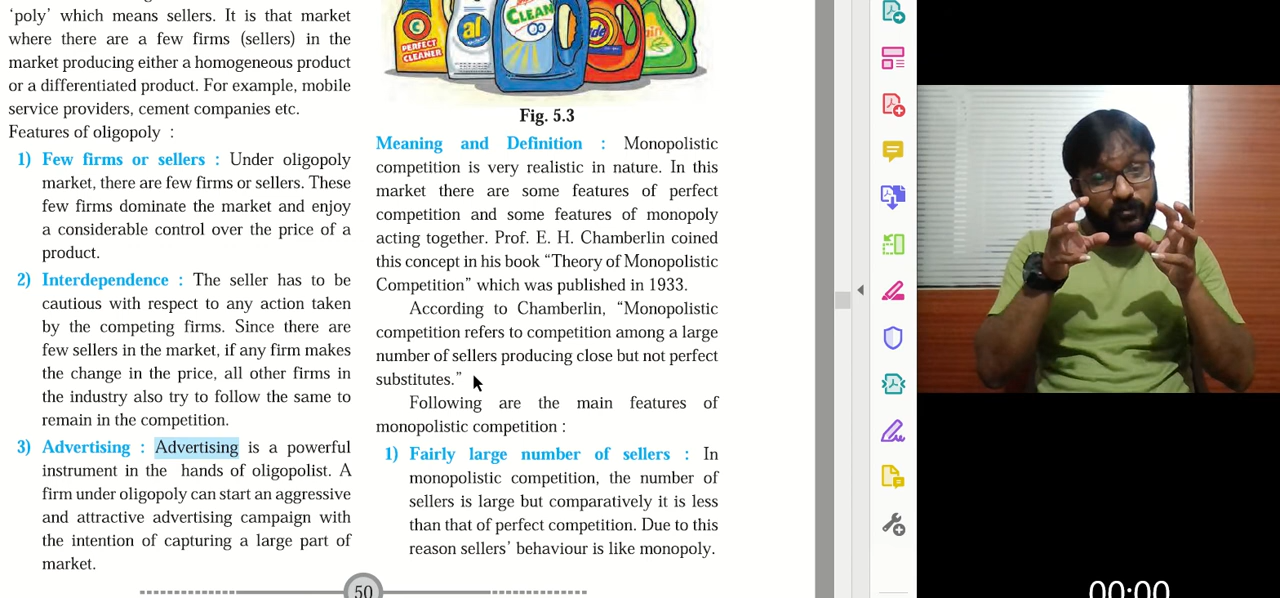 ‘poly’ which means sellers. It is that market
where there are a few firms (sellers) in the
market producing either a homogeneous product
or a differentiated product. For example, mobile
service providers, cement companies etc.
Features of oligopoly :
1) Few firms or sellers : Under oligopoly
market, there are few firms or sellers. These
few firms dominate the market and enjoy
a considerable control over the price of a
product.
2) Interdependence : The seller has to be
cautious with respect to any action taken
by the competing firms. Since there are
few sellers in the market, if any firm makes
the change in the price, all other firms in
the industry also try to follow the same to
remain in the competition.
3) Advertising : Advertising is a powerful
instrument in the hands of oligopolist. A
firm under oligopoly can start an aggressive
and attractive advertising campaign with
the intention of capturing a large part of
market.
PERFECT
CLEANER
al
CLEAN
Fig. 5.3
Meaning and Definition : Monopolistic
competition is very realistic in nature. In this
market there are some features of perfect
competition and some features of monopoly
acting together. Prof. E. H. Chamberlin coined
this concept in his book “Theory of Monopolistic
Competition” which was published in 1933.
According to Chamberlin, “Monopolistic
competition refers to competition among a large
number of sellers producing close but not perfect
substitutes.”
Following are the main features of
monopolistic competition :
1) Fairly large number of sellers : In
monopolistic competition, the number of
sellers is large but comparatively it is less
than that of perfect competition. Due to this
reason sellers’ behaviour is like monopoly.
50
00:00